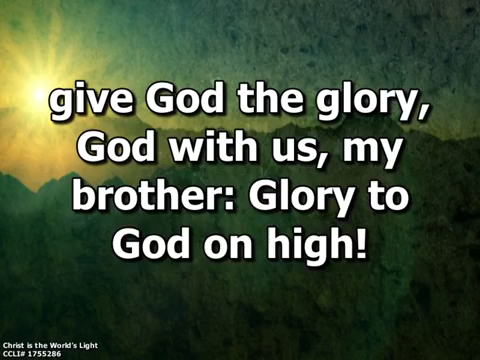 give God the glory,
God with us, my
brother: Glory to
God on high!
Christ is the World's Light
CCLI# 1755286